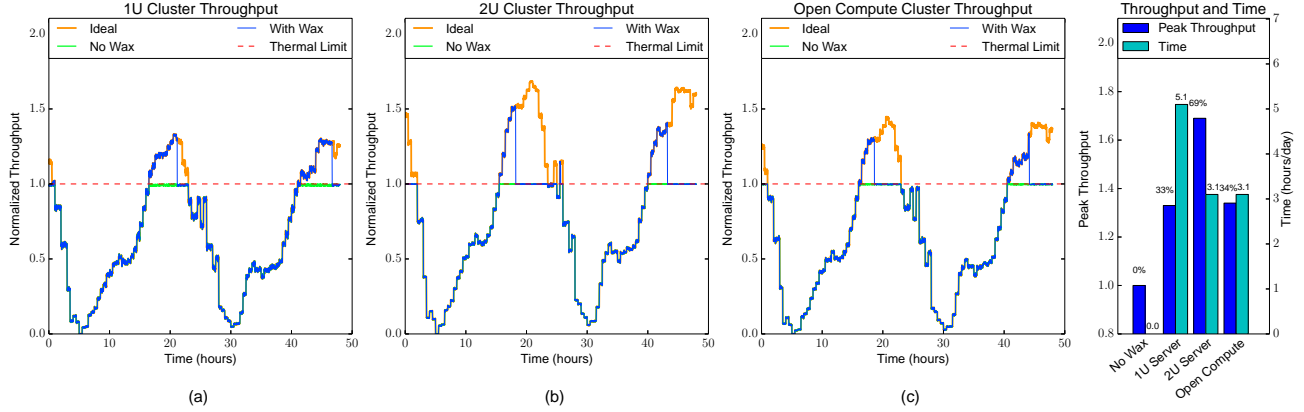 1U Cluster Throughput
Ideal
No Wax
With Wax
Thermal Limit
Normalized Throughput
2.0
1.5
1.0
0.5
0.0
0 10 20 30 40 50
Time (hours)
(a)
2U Cluster Throughput
Ideal
No Wax
With Wax
Thermal Limit
Normalized Throughput
2.0
1.5
1.0
0.5
0.0
0 10 20 30 40 50
Time (hours)
(b)
Open Compute Cluster Throughput
Ideal
No Wax
With Wax
Thermal Limit
Normalized Throughput
2.0
1.5
1.0
0.5
0.0
0 10 20 30 40 50
Time (hours)
(c)
Throughput and Time
Peak Throughput
Time
Peak Throughput
2.0
1.8
1.6
1.4
1.2
1.0
0.8
0%
0.0
33%
5.1
69%
3.1
34%
3.1
No Wax
1U Server
2U Server
Open Compute
7
6
5
4
3
2
1
0
Time (hours/day)